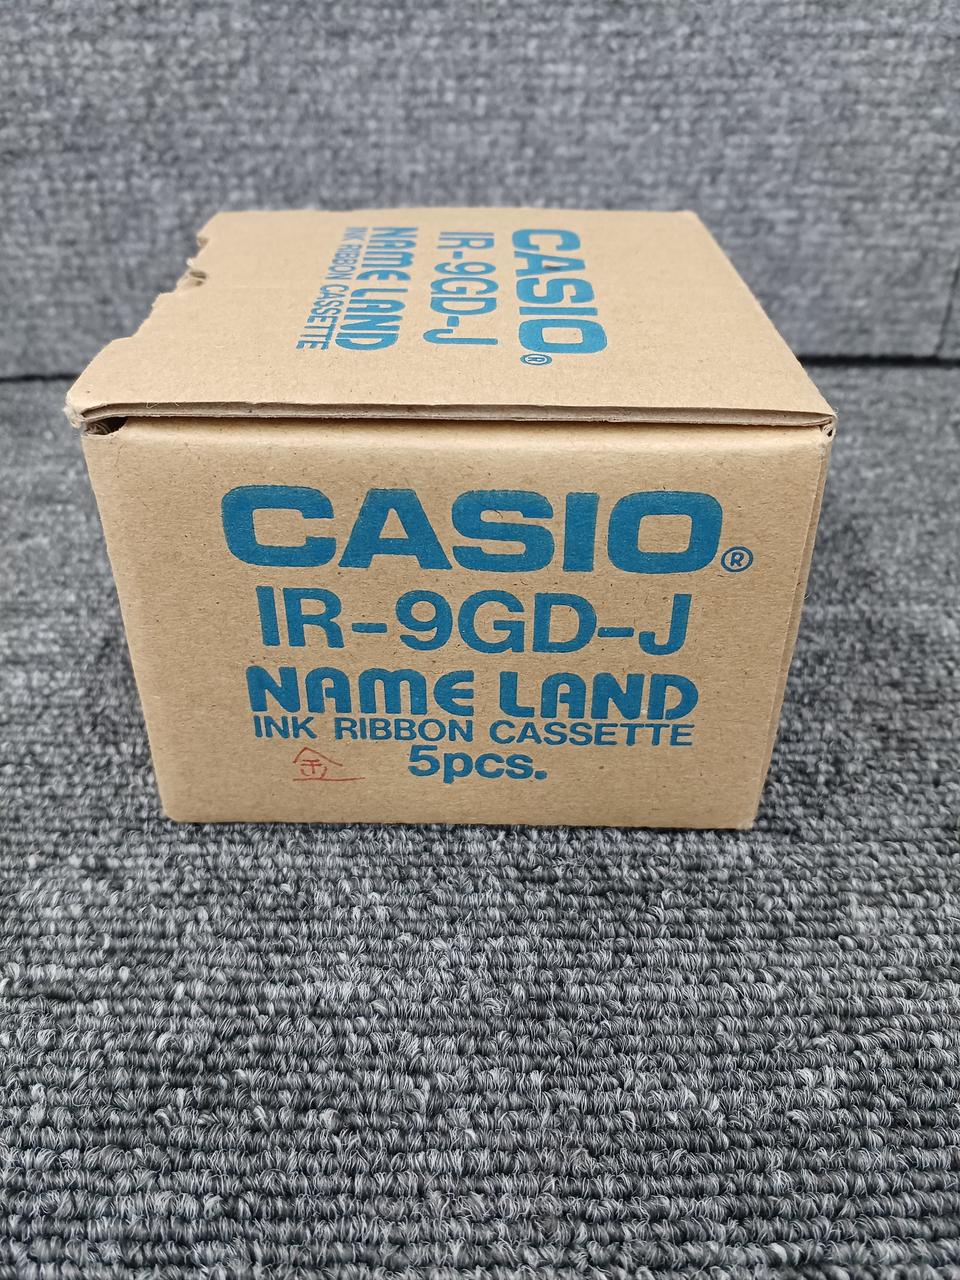 CASIO®
IR-9GD-J
NAME LAND
INK RIBBON CASSETTE
CASIO®
IR-9GD-J
NAME LAND
INK RIBBON CASSETTE
5pcs.
金